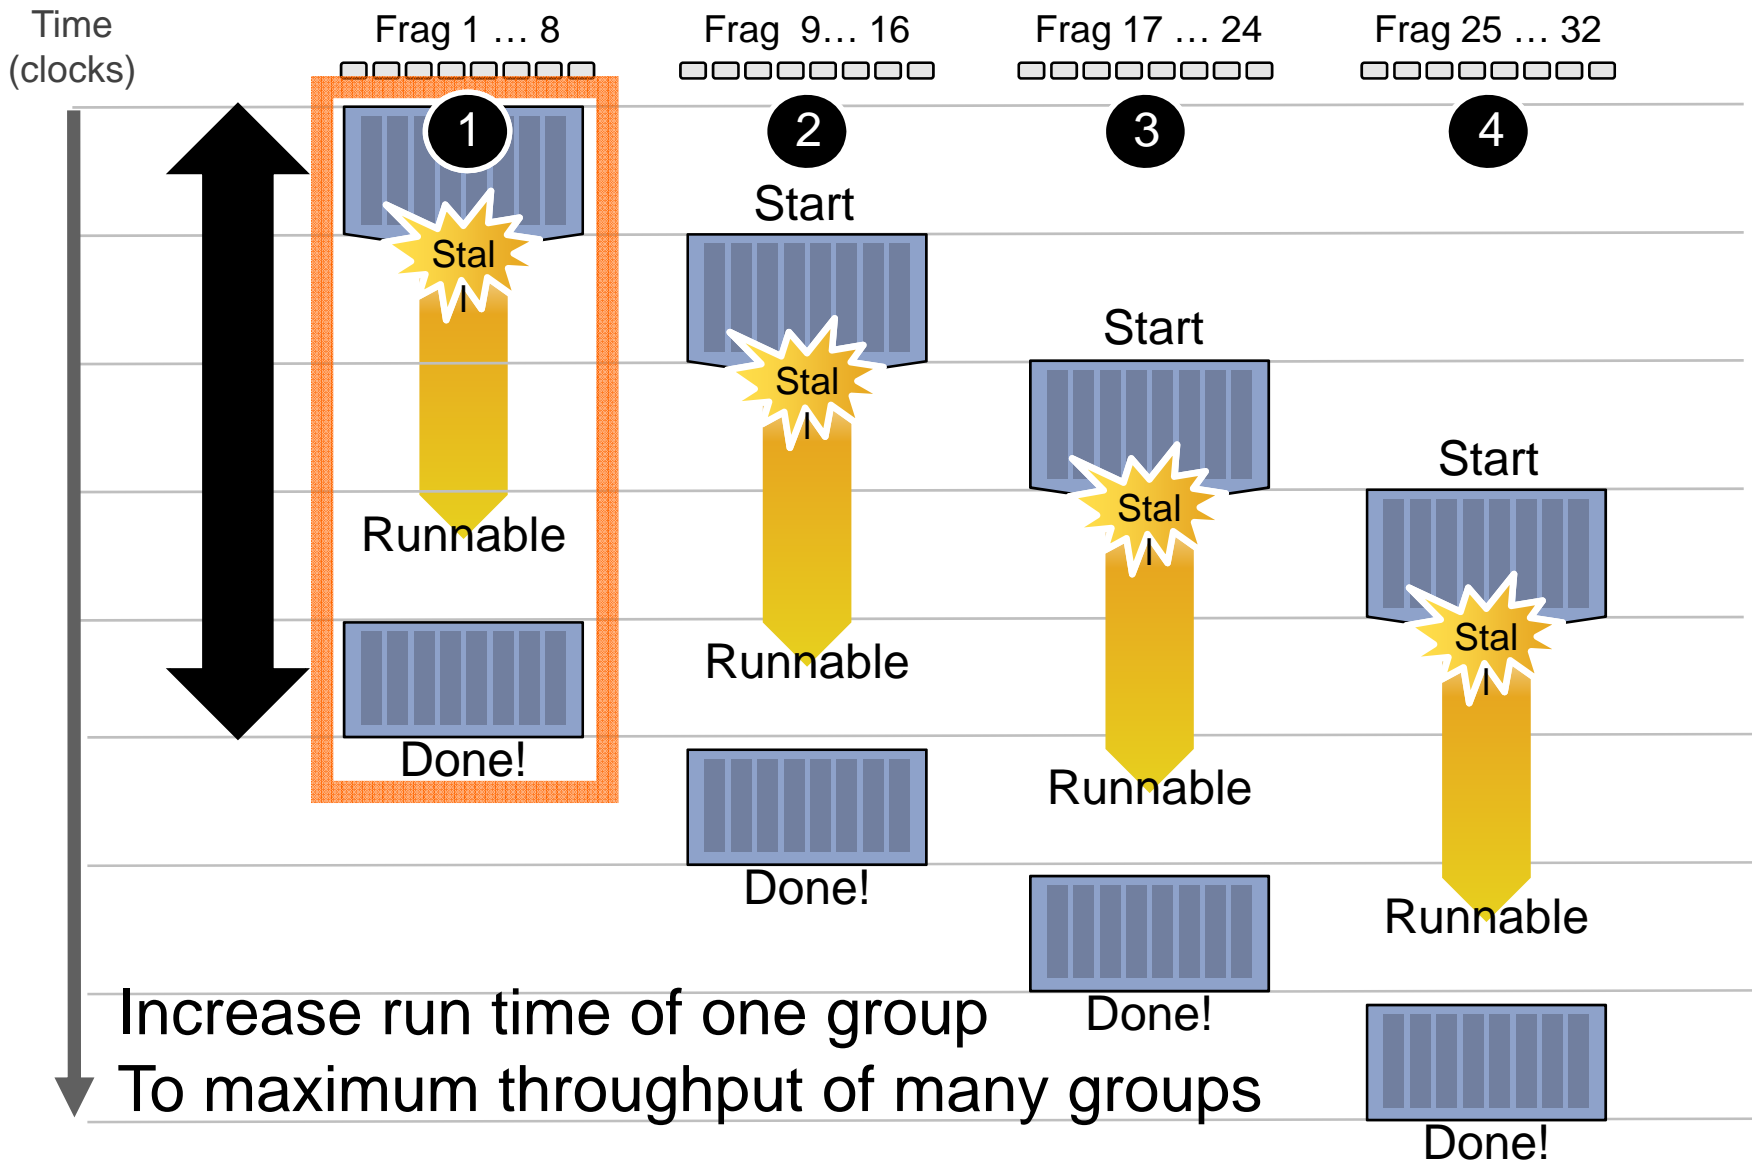 Time
(clocks)
Frag 1 … 8
Frag 9… 16
Frag 17 … 24
Frag 25 … 32
1
2
3
4
Start
Stal
l
Start
Stal
l
Start
Stal
l
Runnable
Stal
l
Runnable
Done!
Runnable
Done!
Runnable
Increase run time of one group
Done!
To maximum throughput of many groups
Done!